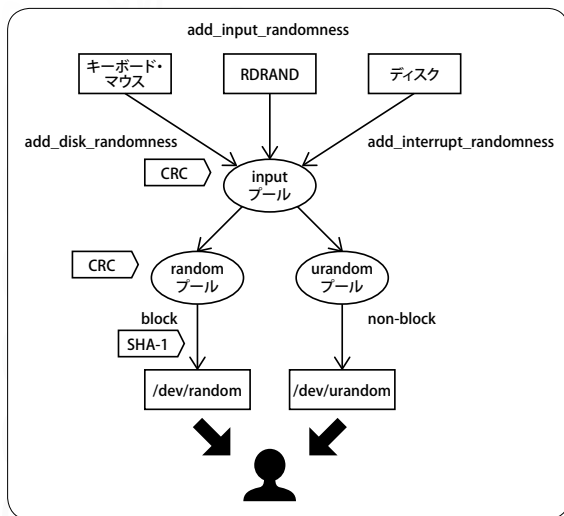 add_input_randomness
キーボード・
マウス
RDRAND
ディスク
add_disk_randomness
add_interrupt_randomness
CRC
input
プール
CRC
random
プール
urandom
プール
block
non-block
SHA-1
/dev/random
/dev/urandom